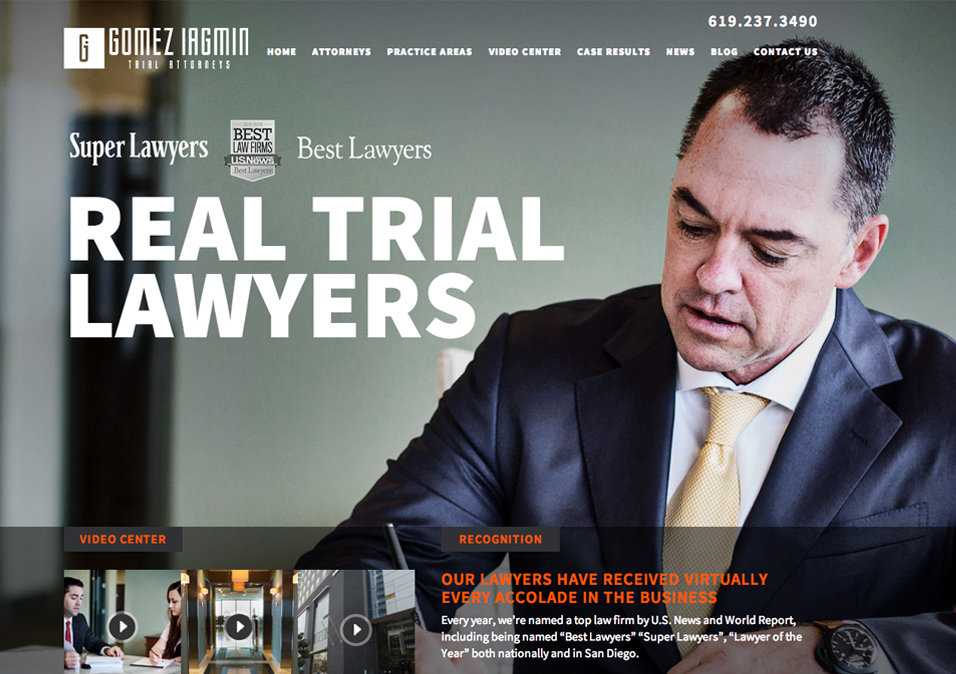 619.237.3490
GOMEZ IAGMIN
TRIAL ATTORNEYS
HOME ATTORNEYS PRACTICE AREAS VIDEO CENTER CASE RESULTS NEWS BLOG CONTACT US
Super Lawyers
BEST
LAW FIRMS
U.S.News
Best Lawyers
Best Lawyers
REAL TRIAL
LAWYERS
VIDEO CENTER
RECOGNITION
OUR LAWYERS HAVE RECEIVED VIRTUALLY
EVERY ACCOLADE IN THE BUSINESS
Every year, we’re named a top law firm by U.S. News and World Report,
including being named “Best Lawyers” “Super Lawyers”, “Lawyer of the
Year” both nationally and in San Diego.